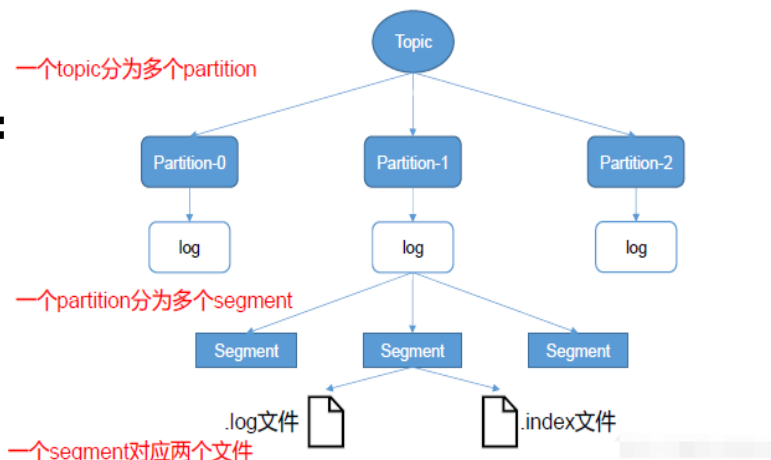 Topic
一个topic分为多个partition
:
Partition-0 Partition-1 Partition-2
log log log
一个partition分为多个segment
Segment Segment Segment
.log文件 .index文件
一个segment对应两个文件